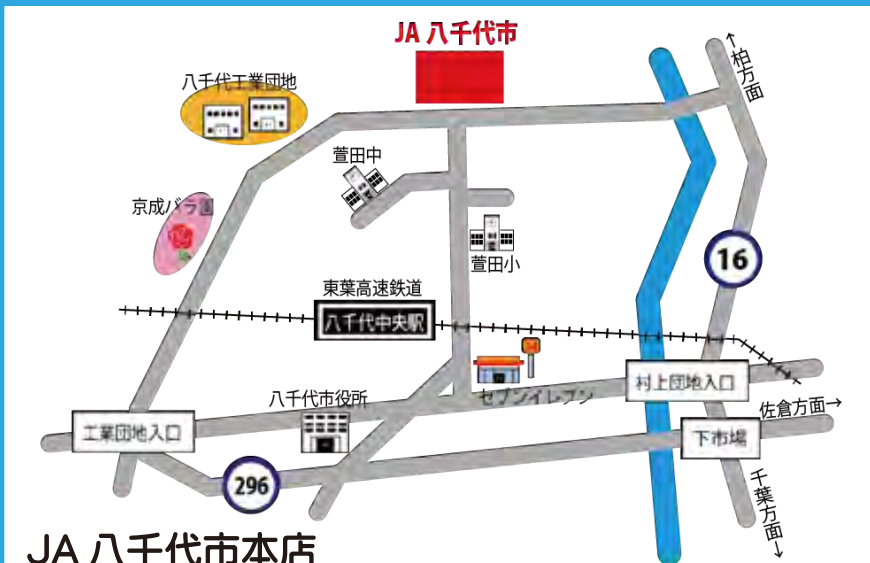 JA 八千代市
↑柏方面
八千代工業団地
萱田中
京成バラ園
萱田小
16
東葉高速鉄道
八千代中央駅
セブンイレブン
村上団地入口
八千代市役所
佐倉方面→
工業団地入口
下市場
296
千葉方面→
JA 八千代市本店